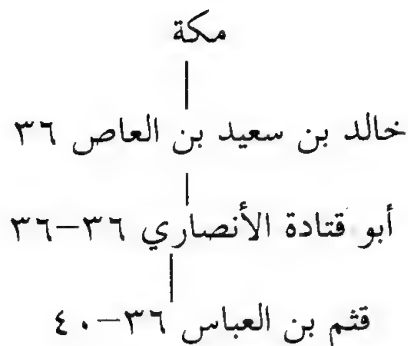 مكة
خالد بن سعيد بن العاص ٣٦
أبو قتادة الأنصاري ٣٦-٣٦
قثم بن العباس ٣٦-٤٠